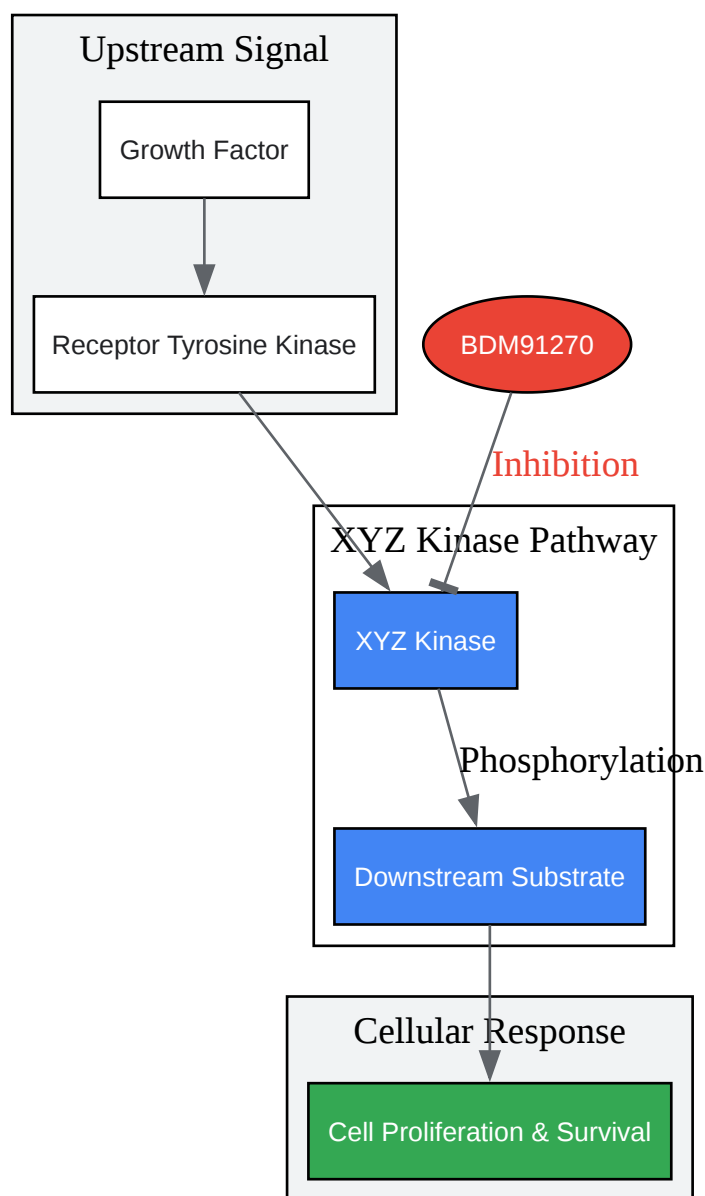 Upstream Signal
Growth Factor
Receptor Tyrosine Kinase
BDM91270
Inhibition
XYZ Kinase Pathway
XYZ Kinase
Phosphorylation
Downstream Substrate
Cellular Response
Cell Proliferation & Survival